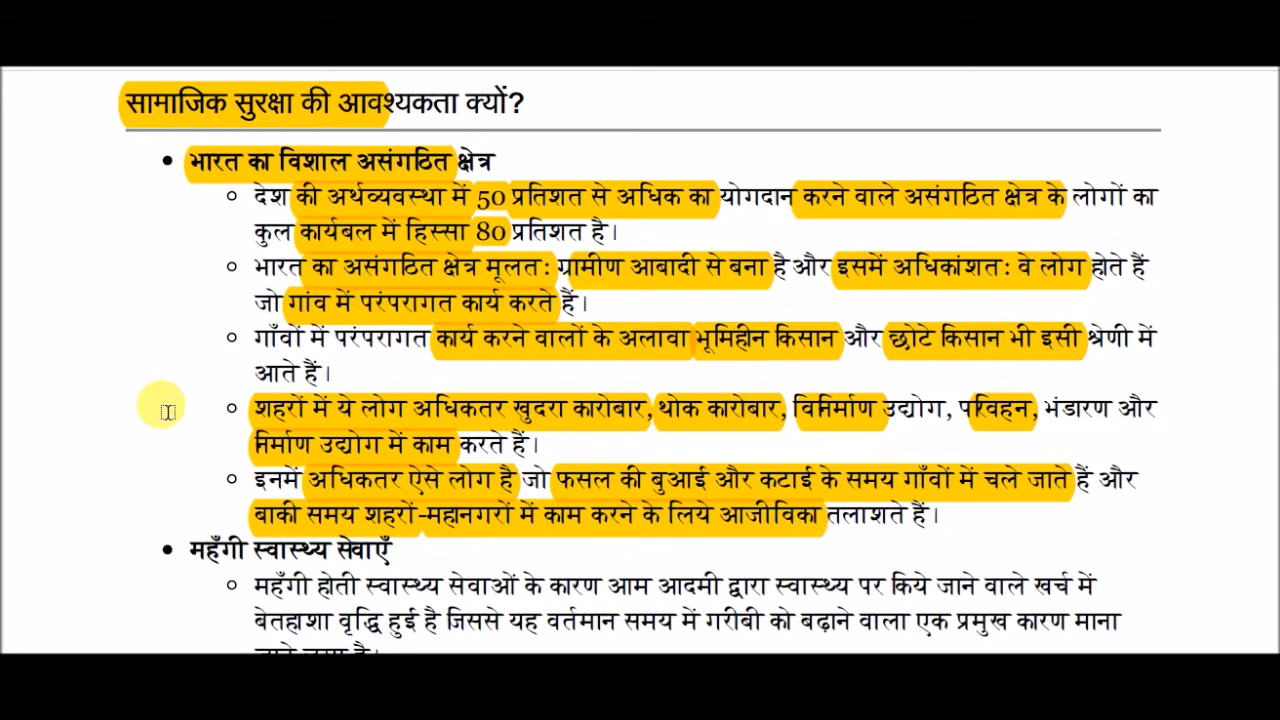 सामाजिक सुरक्षा की आवश्यकता क्यों?
• भारत का विशाल असंगठित क्षेत्र
देश की अर्थव्यवस्था में 50 प्रतिशत से अधिक का योगदान करने वाले असंगठित क्षेत्र के लोगों का
कुल कार्यबल में हिस्सा 80 प्रतिशत है।
भारत का असंगठित क्षेत्र मूलत: ग्रामीण आबादी से बना है और इसमें अधिकांशत: वे लोग होते हैं
जो गांव में परंपरागत कार्य करते हैं।
गाँवों में परंपरागत कार्य करने वालों के अलावा भूमिहीन किसान और छोटे किसान भी इसी श्रेणी में
आते हैं।
शहरों में ये लोग अधिकतर खुदरा कारोबार, थोक कारोबार, विनिर्माण उद्योग, परिवहन, भंडारण और
निर्माण उद्योग में काम करते हैं।
इनमें अधिकतर ऐसे लोग है जो फसल की बुआई और कटाई के समय गाँवों में चले जाते हैं और
बाकी समय शहरों-महानगरों में काम करने के लिये आजीविका तलाशते हैं।
• महँगी स्वास्थ्य सेवाएँ
महँगी होती स्वास्थ्य सेवाओं के कारण आम आदमी द्वारा स्वास्थ्य पर किये जाने वाले खर्च में
बेतहाशा वृद्धि हुई है जिससे यह वर्तमान समय में गरीबी को बढ़ाने वाला एक प्रमुख कारण माना